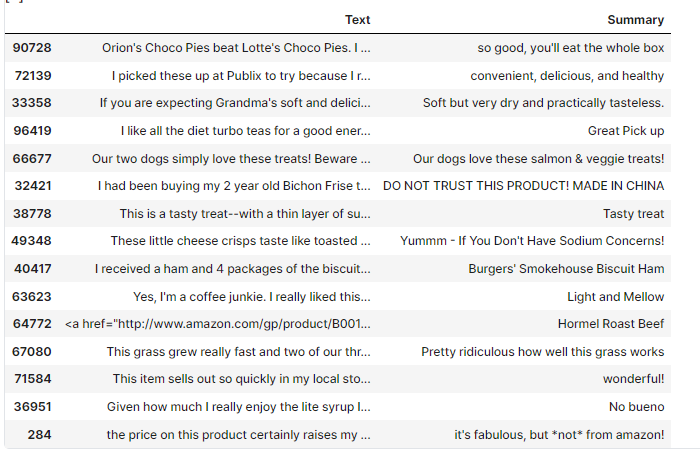 Text Summary
90728 Orion's Choco Pies beat Lotte's Choco Pies. I ... so good, you'll eat the whole box
72139 I picked these up at Publix to try because I r... convenient, delicious, and healthy
33358 If you are expecting Grandma's soft and delici... Soft but very dry and practically tasteless.
96419 I like all the diet turbo teas for a good ener... Great Pick up
66677 Our two dogs simply love these treats! Beware ... Our dogs love these salmon & veggie treats!
32421 I had been buying my 2 year old Bichon Frise t... DO NOT TRUST THIS PRODUCT! MADE IN CHINA
38778 This is a tasty treat--with a thin layer of su... Tasty treat
49348 These little cheese crisps taste like toasted ... Yummm - If You Don't Have Sodium Concerns!
40417 I received a ham and 4 packages of the biscuit... Burgers' Smokehouse Biscuit Ham
63623 Yes, I'm a coffee junkie. I really liked this... Light and Mellow
64772 <a href="http://www.amazon.com/gp/product/B001... Hormel Roast Beef
67080 This grass grew really fast and two of our thr... Pretty ridiculous how well this grass works
71584 This item sells out so quickly in my local sto... wonderful!
36951 Given how much I really enjoy the lite syrup I... No bueno
284 the price on this product certainly raises my ... it's fabulous, but *not* from amazon!